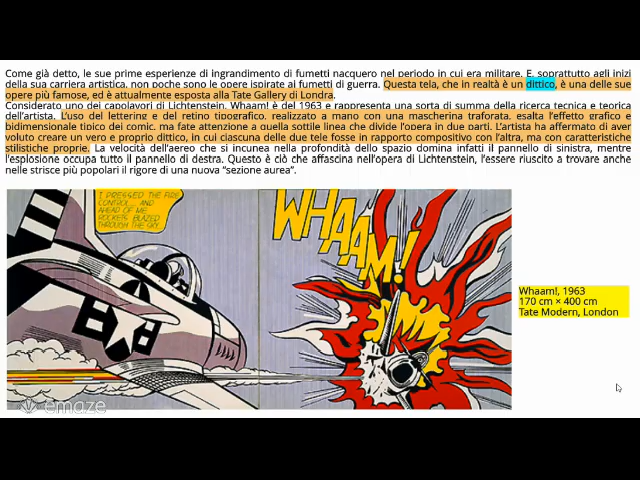 Come già detto, le sue prime esperienze di ingrandimento di fumetti nacquero nel periodo in cui era militare. E, soprattutto agli inizi
della sua carriera artistica, non poche sono le opere ispirate ai fumetti di guerra. Questa tela, che in realtà è un dittico, è una delle sue
opere più famose, ed è attualmente esposta alla Tate Gallery di Londra.
Considerato uno dei capolavori di Lichtenstein, Whaam! è del 1963 e rappresenta una sorta di summa della ricerca tecnica e teorica
dell’artista. L’uso del lettering e del retino tipografico, realizzato a mano con una mascherina traforata, esalta l’effetto grafico e
bidimensionale tipico dei comic, ma fate attenzione a quella sottile linea che divide l’opera in due parti. L’artista ha affermato di aver
voluto creare un vero e proprio dittico, in cui ciascuna delle due tele fosse in rapporto compositivo con l’altra, ma con caratteristiche
stilistiche proprie. La velocità dell’aereo che si incunea nella profondità dello spazio domina infatti il pannello di sinistra, mentre
l’esplosione occupa tutto il pannello di destra. Questo è ciò che affascina nell’opera di Lichtenstein, l’essere riuscito a trovare anche
nelle strisce più popolari il rigore di una nuova “sezione aurea”.
I PRESSED THE FIRE
CONTROL... AND
AHEAD OF ME
ROCKETS BLAZED
THROUGH THE SKY...
WHAAM!
Whaam!, 1963
170 cm × 400 cm
Tate Modern, London
emaze